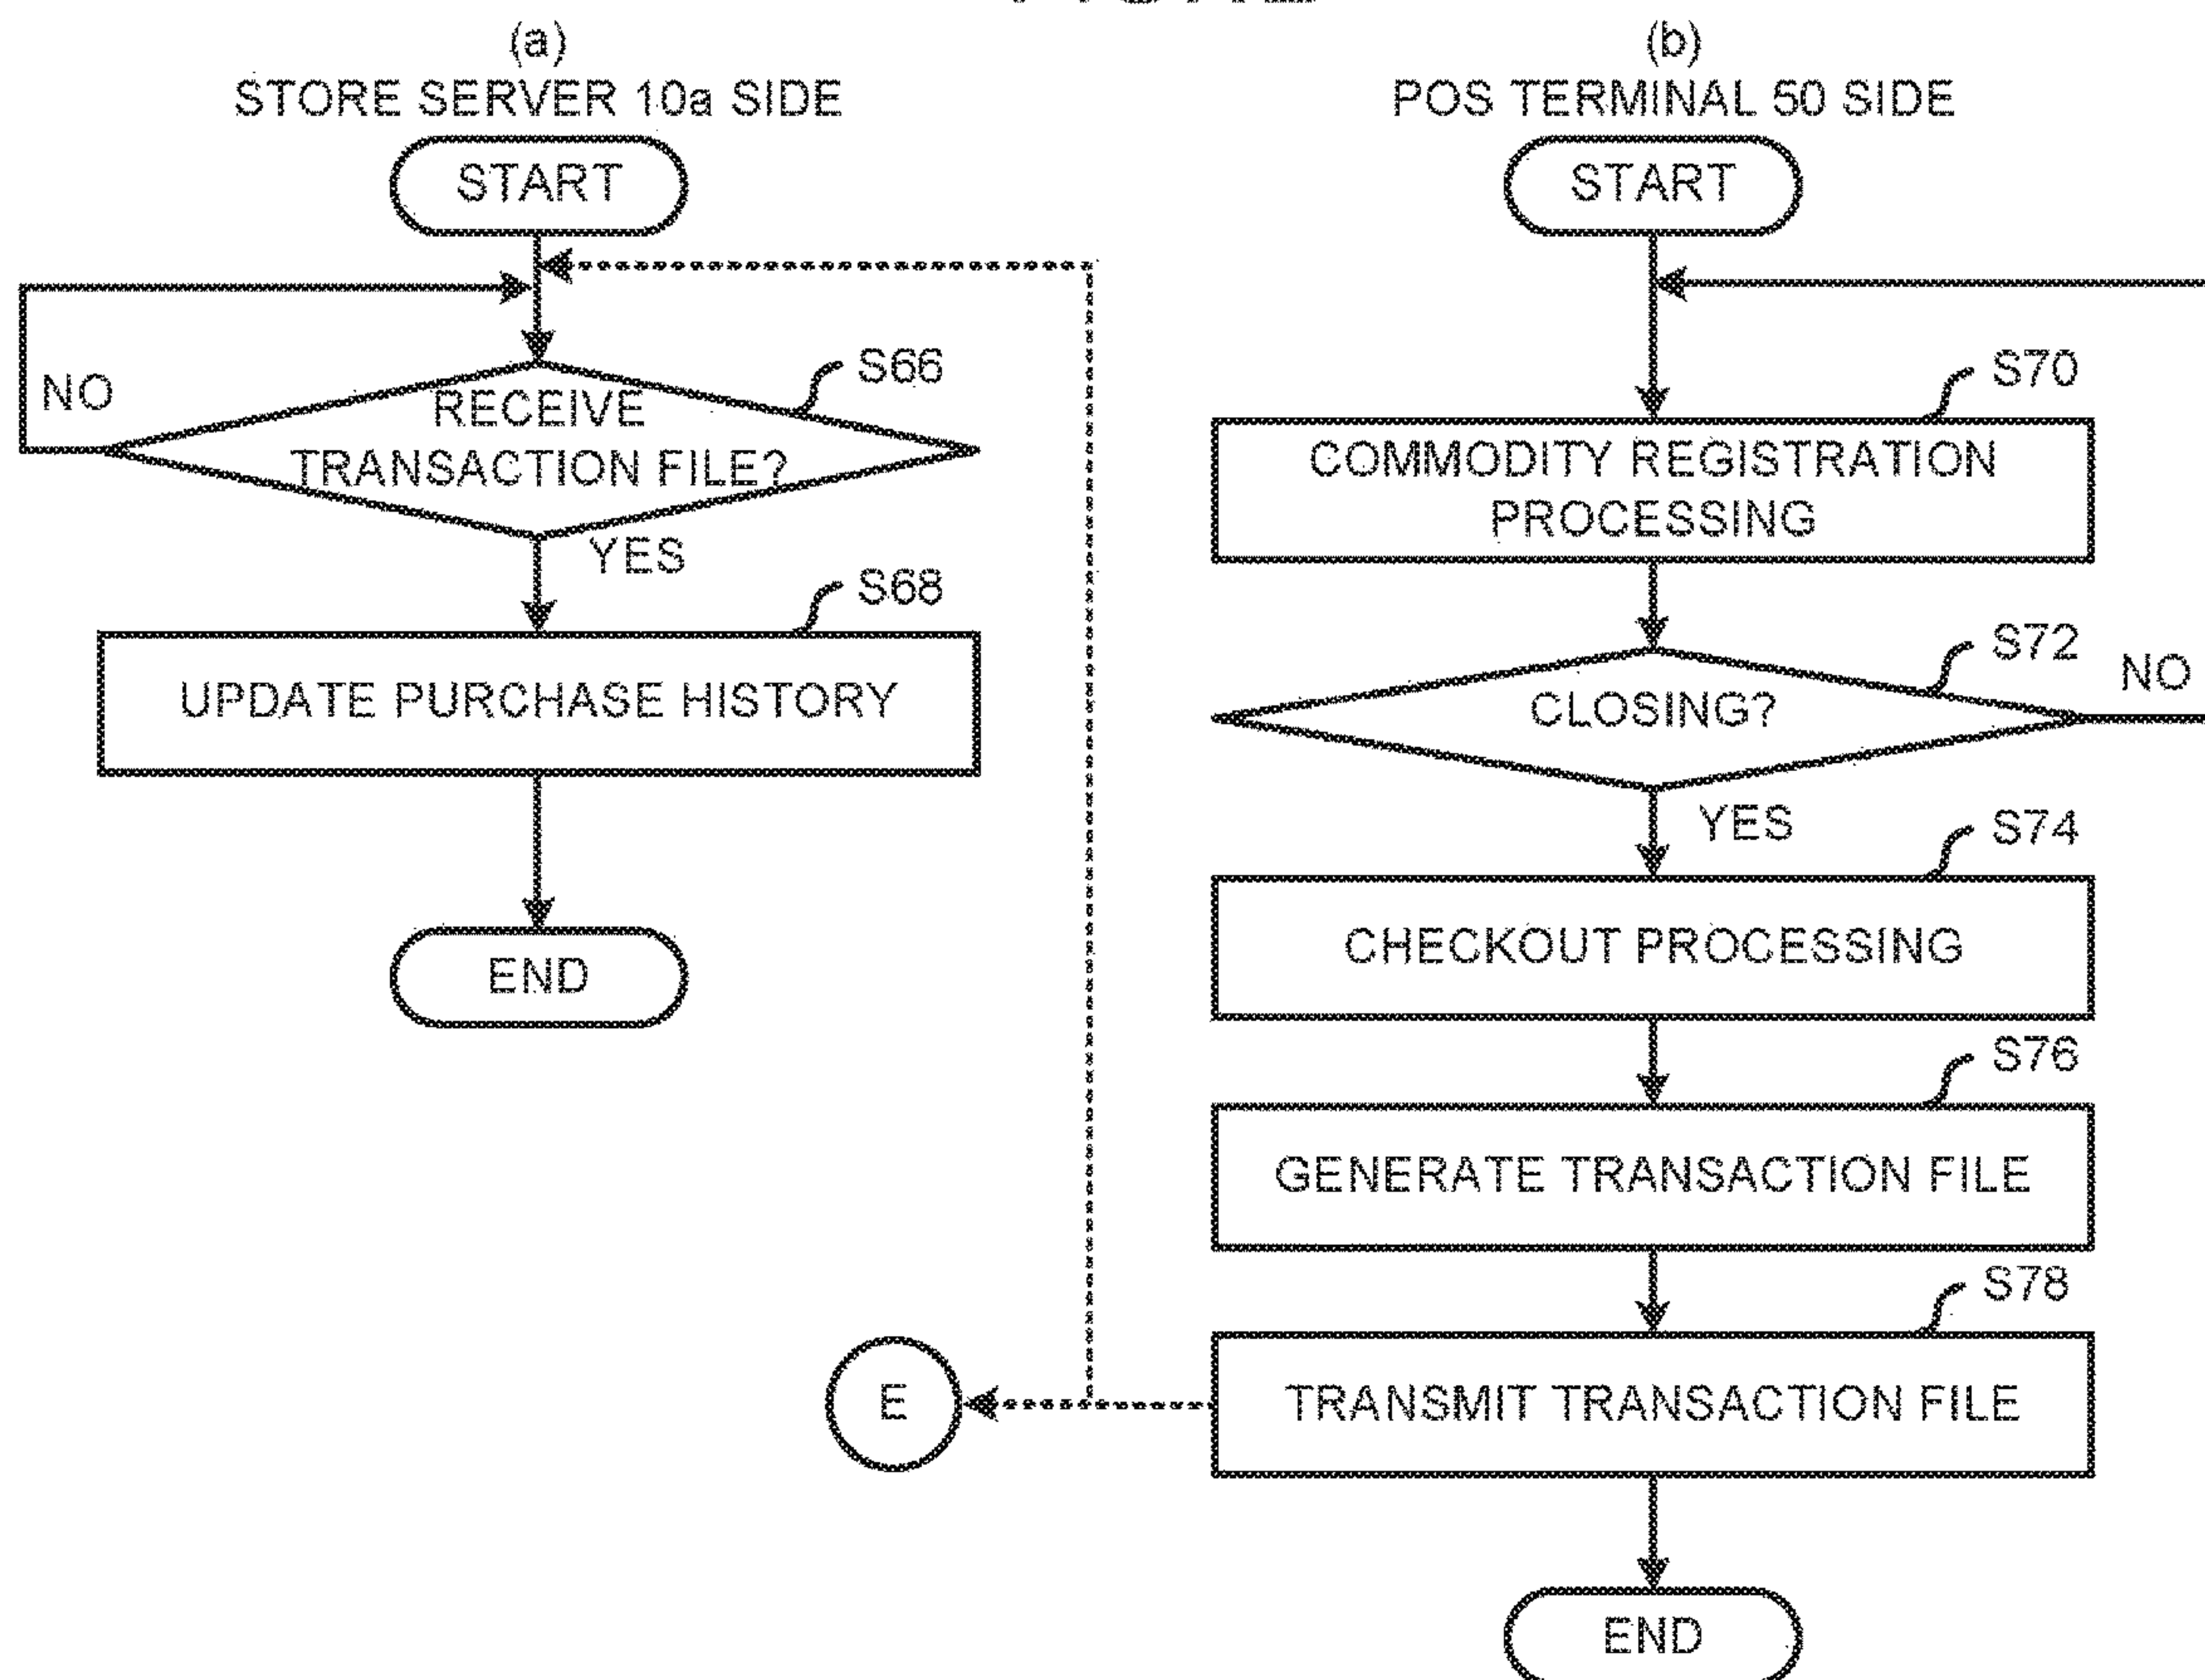 (a)
STORE SERVER 10a SIDE
START
NO
S66
RECEIVE
TRANSACTION FILE?
YES
S68
UPDATE PURCHASE HISTORY
END
E
(b)
POS TERMINAL 50 SIDE
START
S70
COMMODITY REGISTRATION
PROCESSING
S72
NO
CLOSING?
YES
S74
CHECKOUT PROCESSING
S76
GENERATE TRANSACTION FILE
S78
TRANSMIT TRANSACTION FILE
END